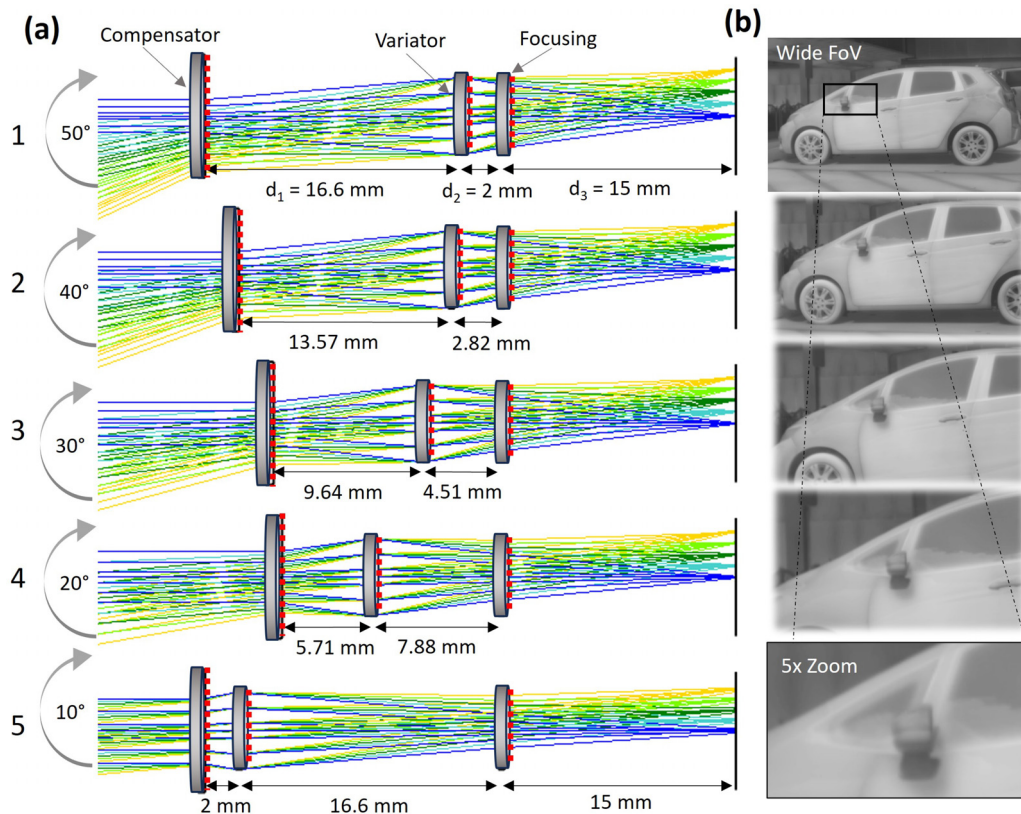 (a)
(b)
Compensator
Variator
Focusing
Wide FoV
1
50°
d₁ = 16.6 mm
d₂ = 2 mm
d₃ = 15 mm
2
40°
13.57 mm
2.82 mm
3
30°
9.64 mm
4.51 mm
4
20°
5.71 mm
7.88 mm
5
10°
2 mm
16.6 mm
15 mm
5x Zoom